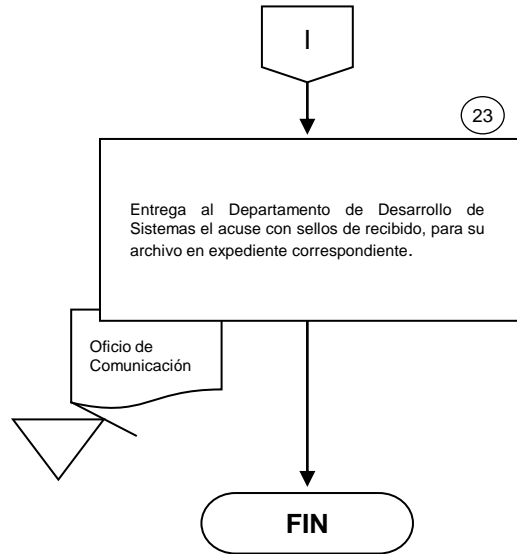 I
23
Entrega al Departamento de Desarrollo de
Sistemas el acuse con sellos de recibido, para su
archivo en expediente correspondiente.
Oficio de
Comunicación
FIN